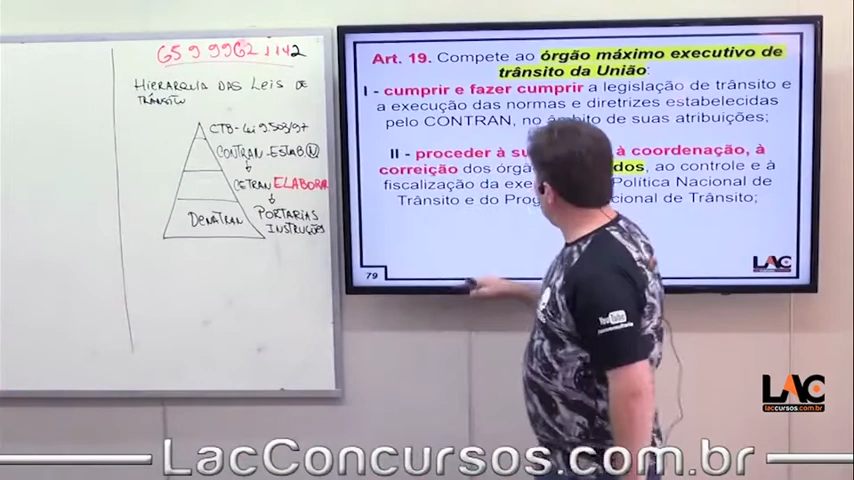 65 9 9962 1142
HIERARQUIA DAS LEIS DE
TRÂNSITO
CTB - Lei 9.503/97
CONTRAN - ESTAB. N
CETRAN ELABORAR
DENATRAN
PORTARIAS
INSTRUÇÕES
Art. 19. Compete ao órgão máximo executivo de
trânsito da União:
I - cumprir e fazer cumprir a legislação de trânsito e
a execução das normas e diretrizes estabelecidas
pelo CONTRAN, no âmbito de suas atribuições;
II - proceder à su à coordenação, à
correição dos órg dos, ao controle e à
fiscalização da exe Política Nacional de
Trânsito e do Prog ional de Trânsito;
79
LAC
YouTube
LAC
laccursos.com.br
LacConcursos.com.br